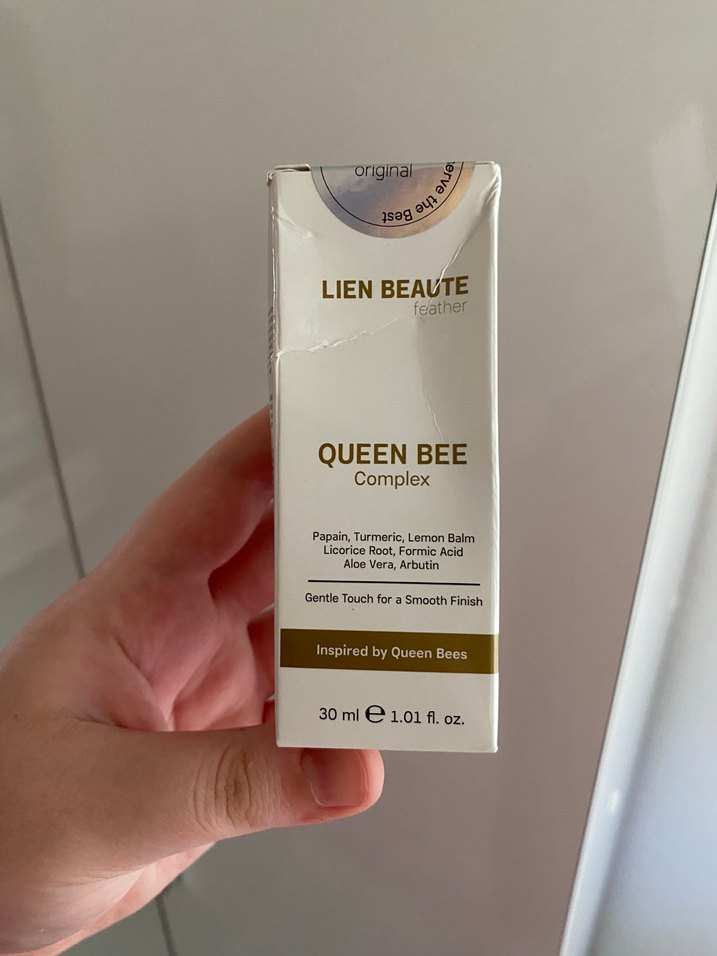 original
erve the Best
LIEN BEAUTE
feather
QUEEN BEE
Complex
Papain, Turmeric, Lemon Balm
Licorice Root, Formic Acid
Aloe Vera, Arbutin
Gentle Touch for a Smooth Finish
Inspired by Queen Bees
30 ml ℮ 1.01 fl. oz.